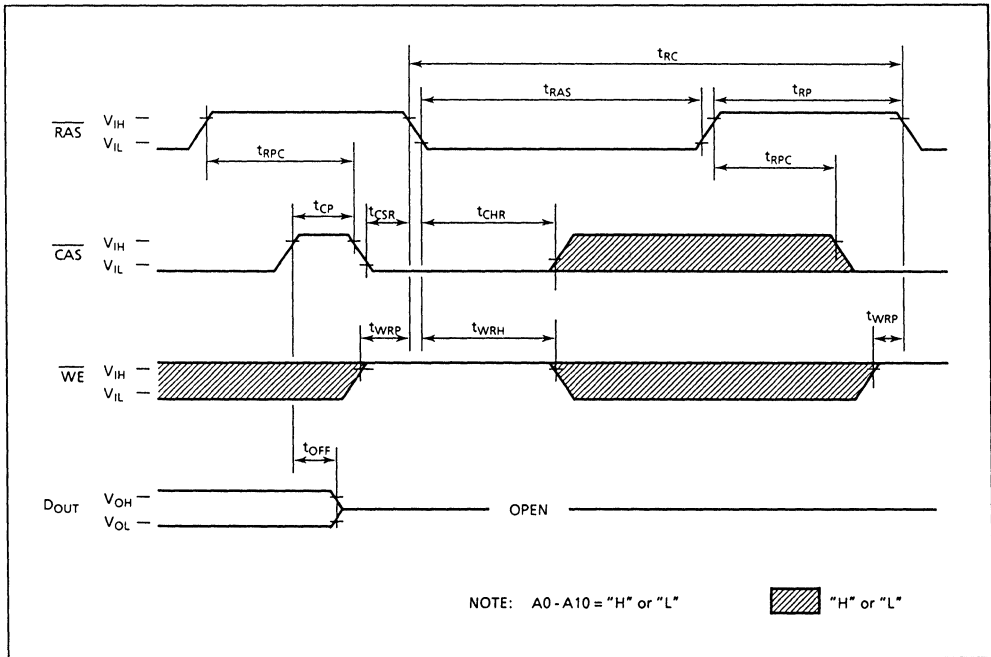 tRC
tRAS
tRP
RAS
VIH
VIL
tRPC
tRPC
tCP
tCSR
tCHR
CAS
VIH
VIL
tWRP
tWRH
tWRP
WE
VIH
VIL
tOFF
DOUT
VOH
VOL
OPEN
NOTE: A0 - A10 = “H” or “L”
“H” or “L”